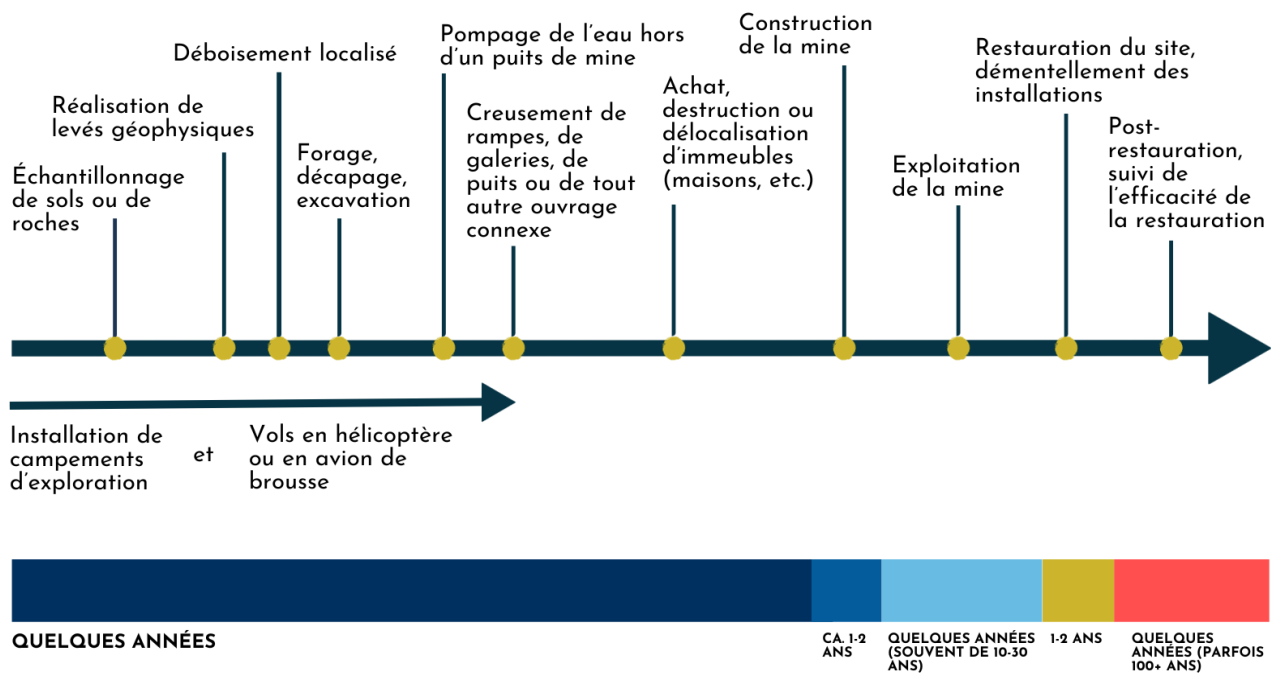 Échantillonnage
de sols ou de
roches
Réalisation de
levés géophysiques
Déboisement localisé
Forage,
décapage,
excavation
Pompage de l'eau hors
d'un puits de mine
Creusement de
rampes, de
galeries, de
puits ou de tout
autre ouvrage
connexe
Achat,
destruction ou
délocalisation
d'immeubles
(maisons, etc.)
Construction
de la mine
Exploitation
de la mine
Restauration du site,
démentellement des
installations
Post-
restauration,
suivi de
l'efficacité de
la restauration
Installation de
campements
d'exploration
et
Vols en hélicoptère
ou en avion de
brousse
QUELQUES ANNÉES
CA. 1-2
ANS
QUELQUES ANNÉES
(SOUVENT DE 10-30
ANS)
1-2 ANS
QUELQUES
ANNÉES (PARFOIS
100+ ANS)